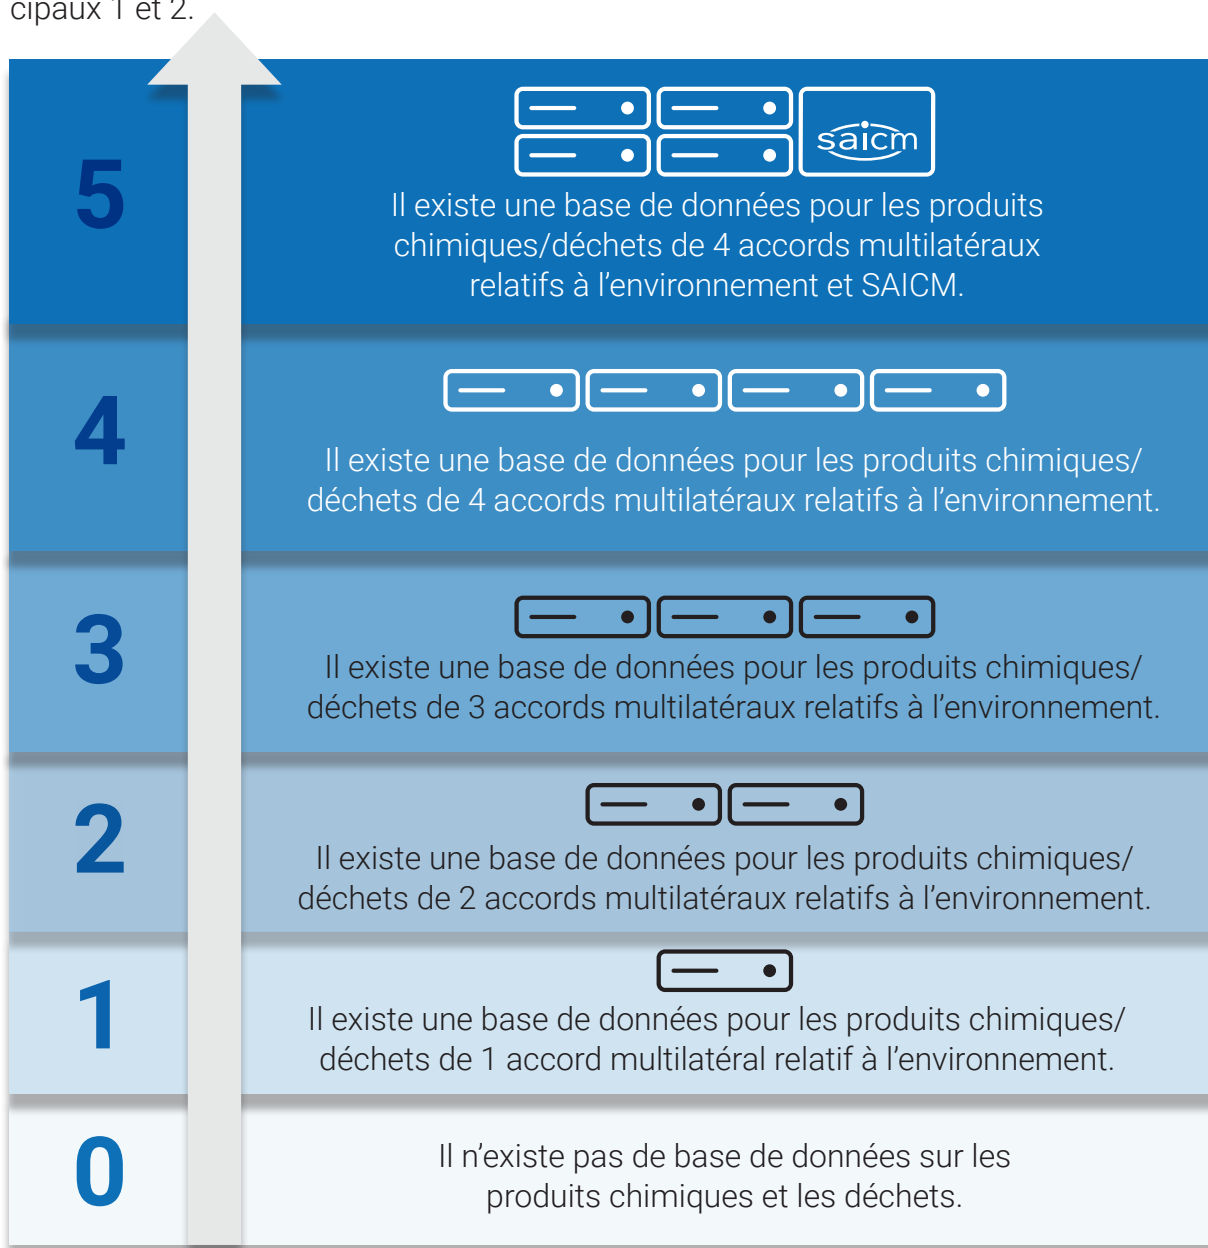 cipaux 1 et 2.
5
saicm
Il existe une base de données pour les produits
chimiques/déchets de 4 accords multilatéraux
relatifs à l’environnement et SAICM.
4
Il existe une base de données pour les produits chimiques/
déchets de 4 accords multilatéraux relatifs à l’environnement.
3
Il existe une base de données pour les produits chimiques/
déchets de 3 accords multilatéraux relatifs à l’environnement.
2
Il existe une base de données pour les produits chimiques/
déchets de 2 accords multilatéraux relatifs à l’environnement.
1
Il existe une base de données pour les produits chimiques/
déchets de 1 accord multilatéral relatif à l’environnement.
0
Il n’existe pas de base de données sur les
produits chimiques et les déchets.